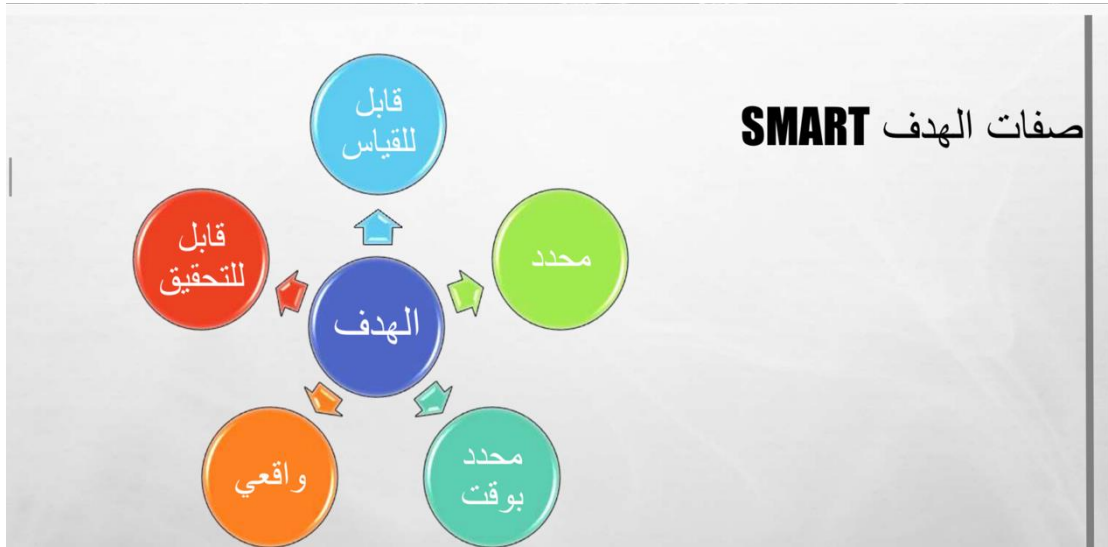 صفات الهدف SMART
قابل
للقياس
محدد
قابل
للتحقيق
الهدف
محدد
بوقت
واقعي